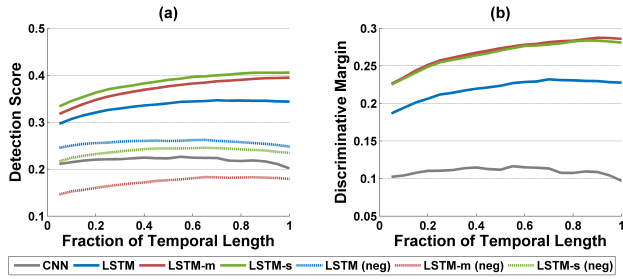 (a)
Detection Score
0.5
0.4
0.3
0.2
0.1
0 0.2 0.4 0.6 0.8 1
Fraction of Temporal Length
(b)
Discriminative Margin
0.3
0.25
0.2
0.15
0.1
0.05
0 0.2 0.4 0.6 0.8 1
Fraction of Temporal Length
CNN LSTM LSTM-m LSTM-s LSTM (neg) LSTM-m (neg) LSTM-s (neg)